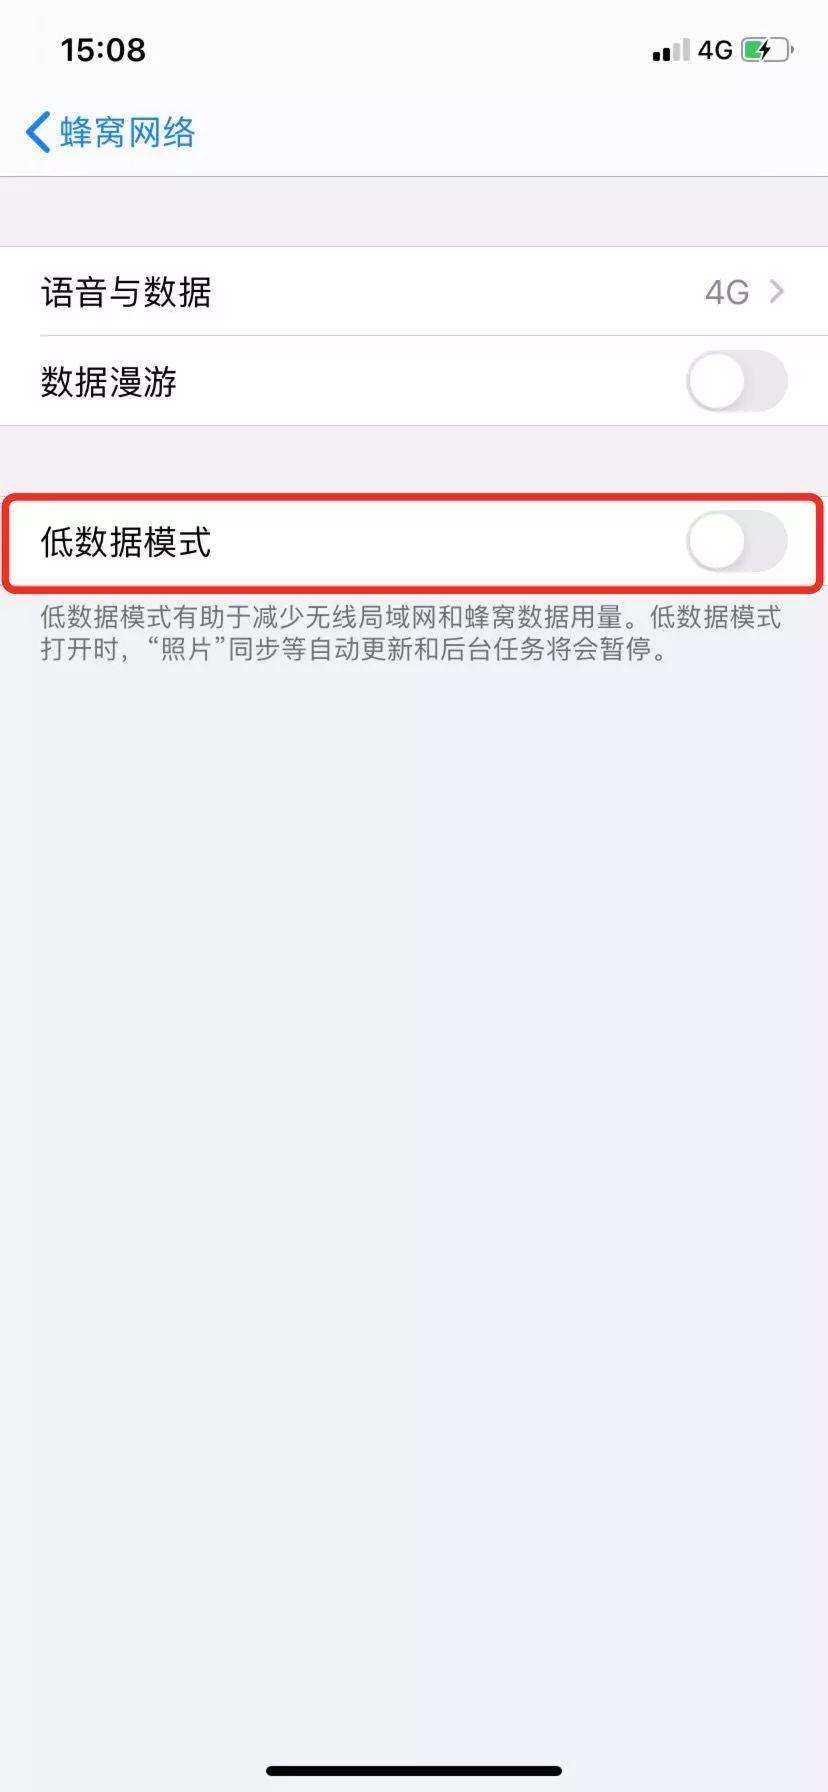 15:08 4G
蜂窝网络
语音与数据 4G
数据漫游
低数据模式
低数据模式有助于减少无线局域网和蜂窝数据用量。低数据模式
打开时，“照片”同步等自动更新和后台任务将会暂停。